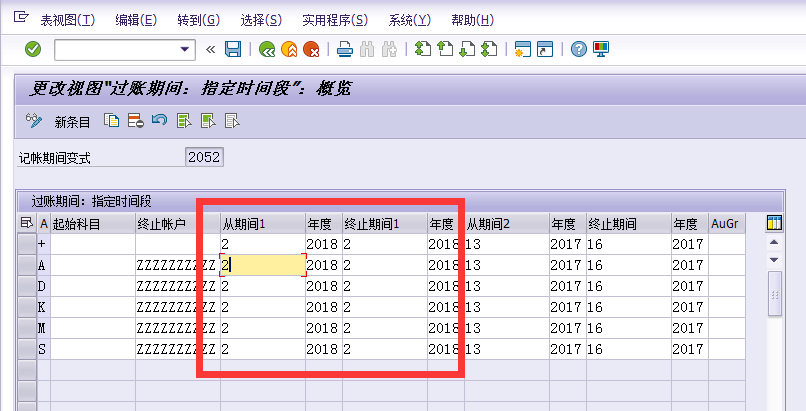 表视图(T) 编辑(E) 转到(G) 选择(S) 实用程序(S) 系统(Y) 帮助(H)
更改视图"过账期间: 指定时间段": 概览
新条目
记帐期间变式 2052
过账期间: 指定时间段
A 起始科目 终止帐户 从期间1 年度 终止期间1 年度 从期间2 年度 终止期间 年度 AuGr
+ 2 2018 2 2018 13 2017 16 2017
A ZZZZZZZZZZ 2 2018 2 2018 13 2017 16 2017
D ZZZZZZZZZZ 2 2018 2 2018 13 2017 16 2017
K ZZZZZZZZZZ 2 2018 2 2018 13 2017 16 2017
M ZZZZZZZZZZ 2 2018 2 2018 13 2017 16 2017
S ZZZZZZZZZZ 2 2018 2 2018 13 2017 16 2017